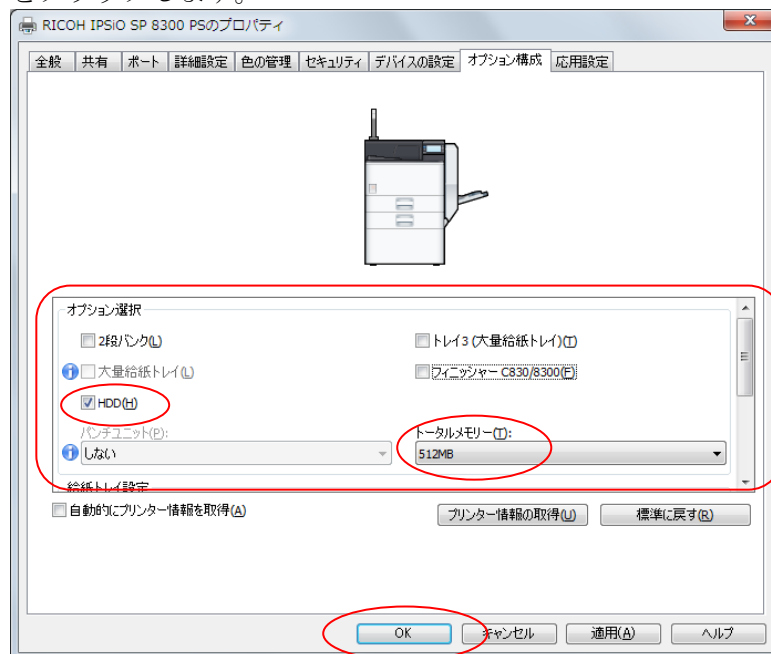 をクリックします。
RICOH IPSiO SP 8300 PSのプロパティ
全般 共有 ポート 詳細設定 色の管理 セキュリティ デバイスの設定 オプション構成 応用設定
オプション選択
2段バンク(L) トレイ3 (大量給紙トレイ)(T)
大量給紙トレイ(L) フィニッシャー C830/8300(F)
HDD(H)
パンチユニット(P): トータルメモリー(T):
しない 512MB
給紙トレイ設定
自動的にプリンター情報を取得(A) プリンター情報の取得(U) 標準に戻す(R)
OK キャンセル 適用(A) ヘルプ